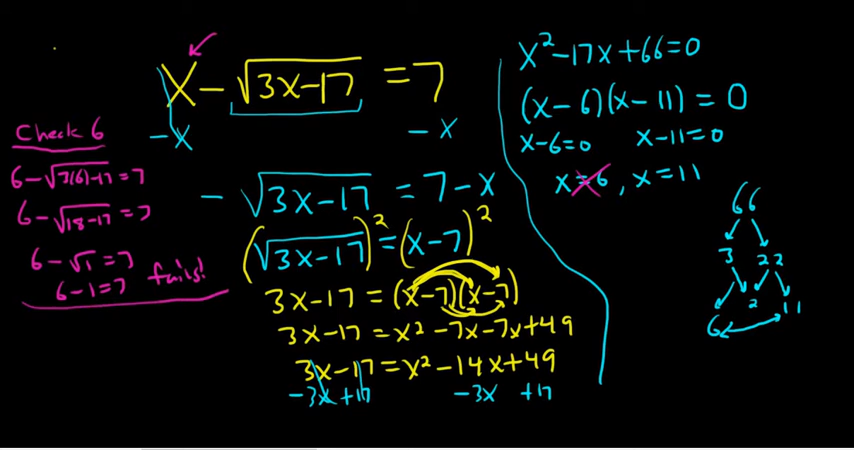 x - √(3x-17) = 7
-x -x
- √(3x-17) = 7-x
(√(3x-17))² = (x-7)²
3x-17 = (x-7)(x-7)
3x-17 = x² -7x-7x+49
3x-17 = x² -14x+49
-3x +17 -3x +17
Check 6
6-√(3(6)-17) = 7
6-√(18-17) = 7
6-√1 = 7
6-1=7 fails!
x²-17x+66=0
(x-6)(x-11) = 0
x-6=0 x-11=0
x=6, x=11
66
3 22
2
6 11